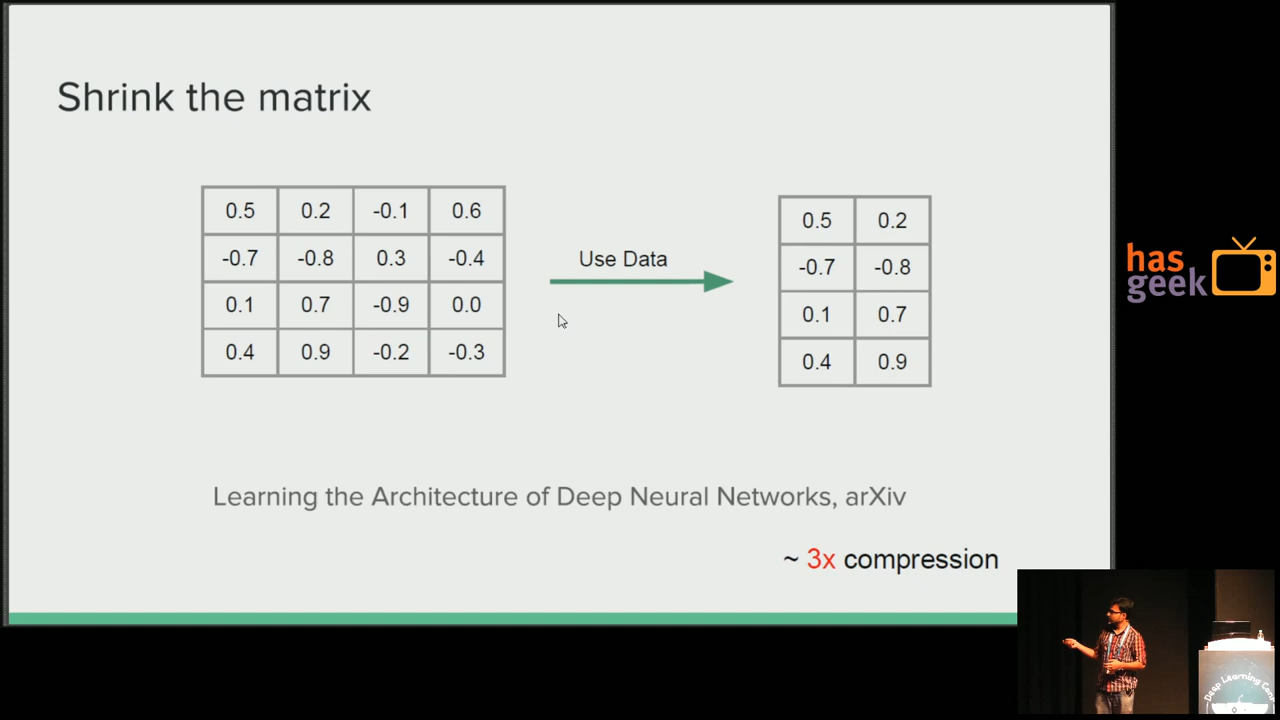 Shrink the matrix
0.5 0.2 -0.1 0.6
-0.7 -0.8 0.3 -0.4
0.1 0.7 -0.9 0.0
0.4 0.9 -0.2 -0.3
Use Data
0.5 0.2
-0.7 -0.8
0.1 0.7
0.4 0.9
Learning the Architecture of Deep Neural Networks, arXiv
~ 3x compression
has
geek
Deep Learning Conf